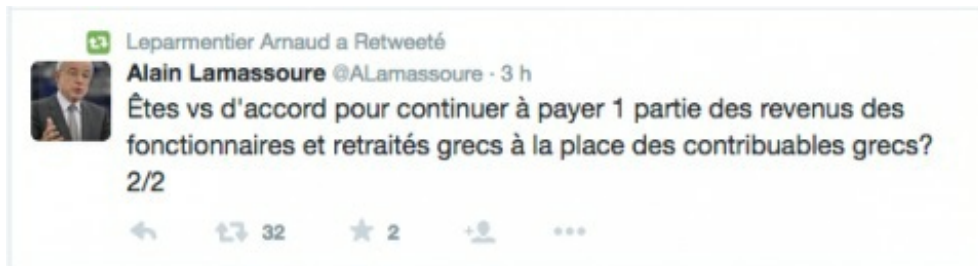 Leparmentier Arnaud a Retweeté
Alain Lamassoure @ALamassoure · 3 h
Êtes vs d'accord pour continuer à payer 1 partie des revenus des
fonctionnaires et retraités grecs à la place des contribuables grecs?
2/2
32 2